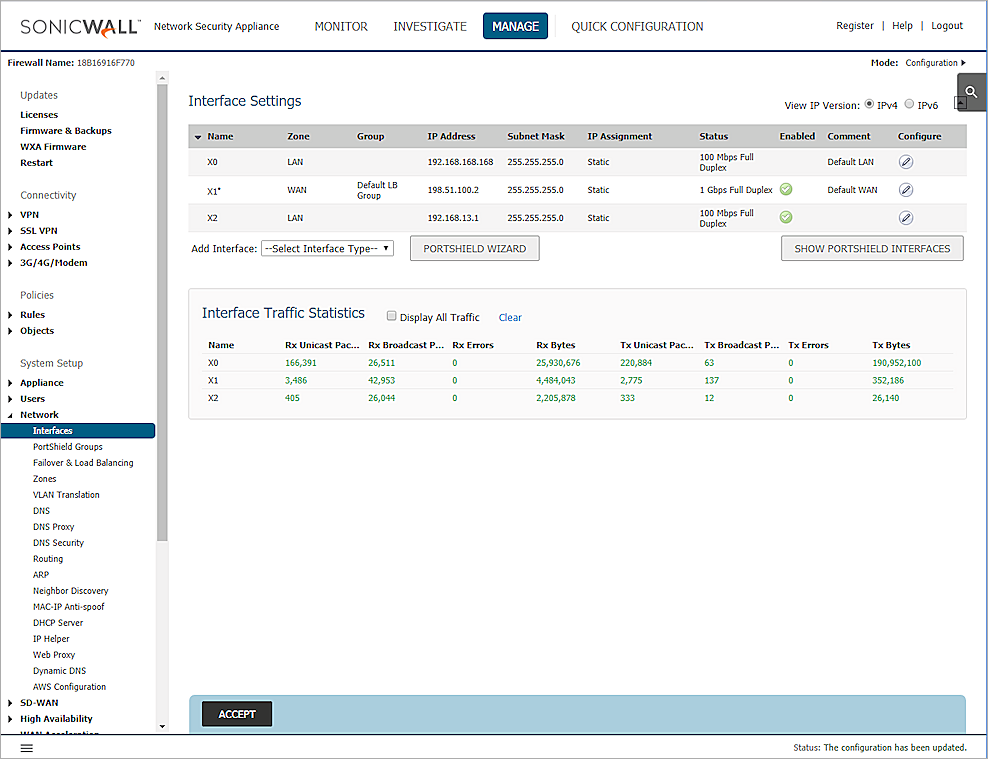 SONICWALL Network Security Appliance MONITOR INVESTIGATE MANAGE QUICK CONFIGURATION Register | Help | Logout
Firewall Name: 18B16916F770 Mode: Configuration
Updates
Licenses
Firmware & Backups
WXA Firmware
Restart
Connectivity
VPN
SSL VPN
Access Points
3G/4G/Modem
Policies
Rules
Objects
System Setup
Appliance
Users
Network
Interfaces
PortShield Groups
Failover & Load Balancing
Zones
VLAN Translation
DNS
DNS Proxy
DNS Security
Routing
ARP
Neighbor Discovery
MAC-IP Anti-spoof
DHCP Server
IP Helper
Web Proxy
Dynamic DNS
AWS Configuration
SD-WAN
High Availability
WAN Acceleration
Interface Settings
View IP Version: IPv4 IPv6
Name Zone Group IP Address Subnet Mask IP Assignment Status Enabled Comment Configure
X0 LAN 192.168.168.168 255.255.255.0 Static 100 Mbps Full Duplex Default LAN
X1* WAN Default LB Group 198.51.100.2 255.255.255.0 Static 1 Gbps Full Duplex Default WAN
X2 LAN 192.168.13.1 255.255.255.0 Static 100 Mbps Full Duplex
Add Interface: --Select Interface Type-- PORTSHIELD WIZARD SHOW PORTSHIELD INTERFACES
Interface Traffic Statistics Display All Traffic Clear
Name Rx Unicast Pac... Rx Broadcast P... Rx Errors Rx Bytes Tx Unicast Pac... Tx Broadcast P... Tx Errors Tx Bytes
X0 166,391 26,511 0 25,930,676 220,884 63 0 190,952,100
X1 3,486 42,953 0 4,484,043 2,775 137 0 352,186
X2 405 26,044 0 2,205,878 333 12 0 26,140
ACCEPT
Status: The configuration has been updated.